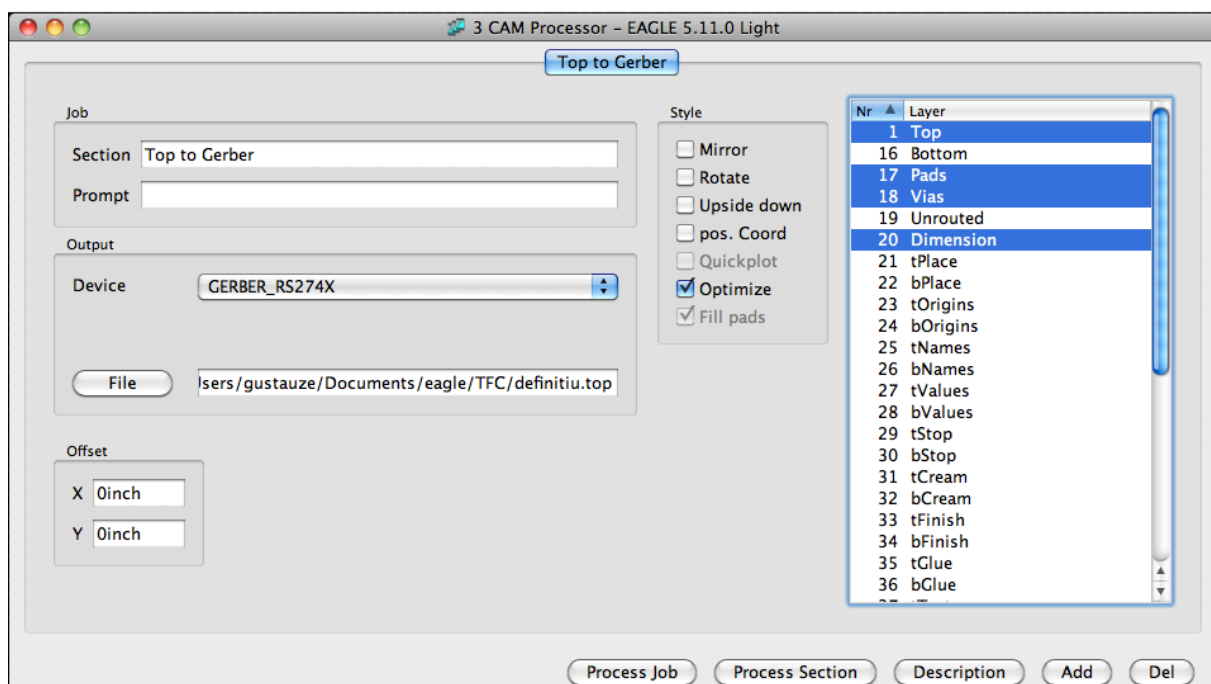 3 CAM Processor – EAGLE 5.11.0 Light
Top to Gerber
Job
Section Top to Gerber
Prompt
Output
Device GERBER_RS274X
File Jsers/gustauze/Documents/eagle/TFC/definitiu.top
Offset
X 0inch
Y 0inch
Style
Mirror
Rotate
Upside down
pos. Coord
Quickplot
Optimize
Fill pads
Nr Layer
1 Top
16 Bottom
17 Pads
18 Vias
19 Unrouted
20 Dimension
21 tPlace
22 bPlace
23 tOrigins
24 bOrigins
25 tNames
26 bNames
27 tValues
28 bValues
29 tStop
30 bStop
31 tCream
32 bCream
33 tFinish
34 bFinish
35 tGlue
36 bGlue
Process Job Process Section Description Add Del